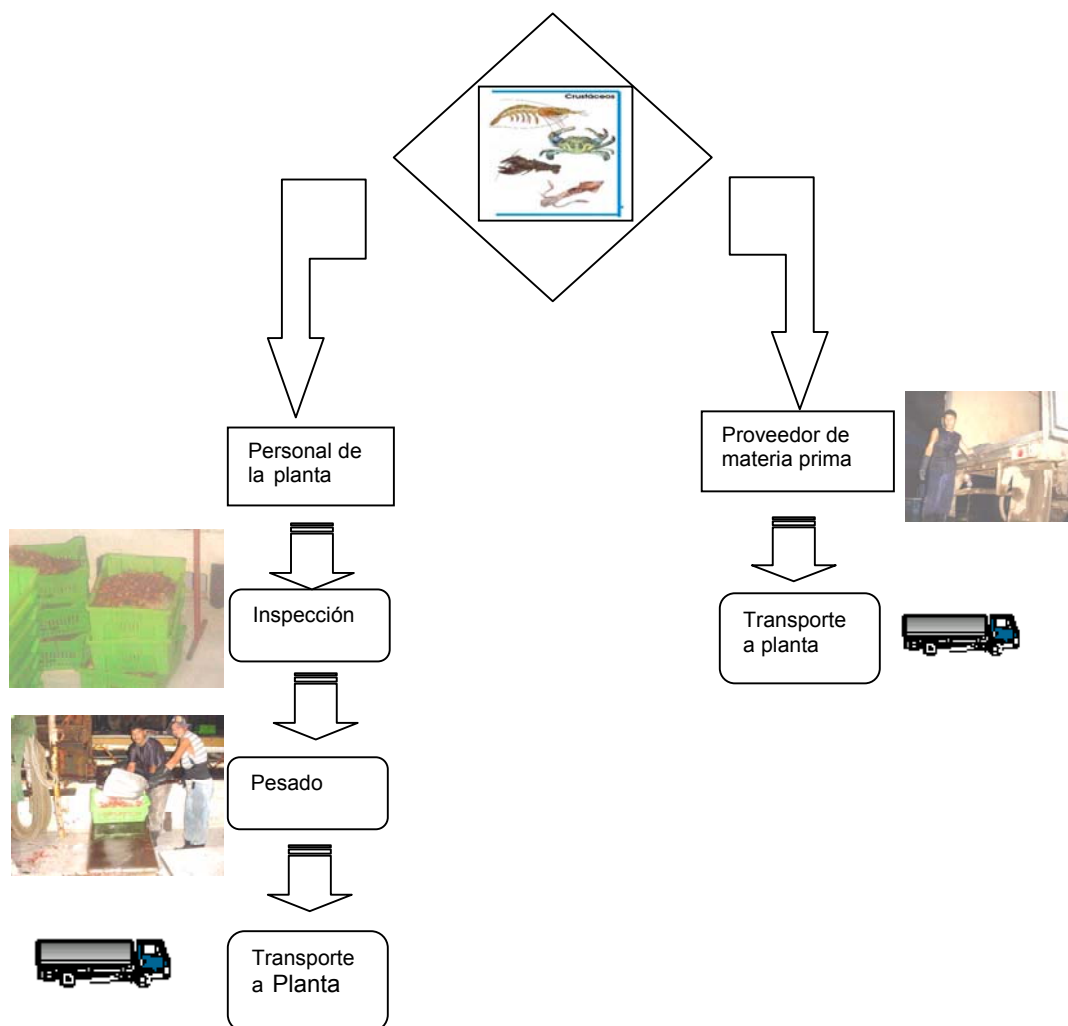 Crustáceos
Personal de
la planta
Proveedor de
materia prima
Inspección
Transporte
a planta
Pesado
Transporte
a Planta